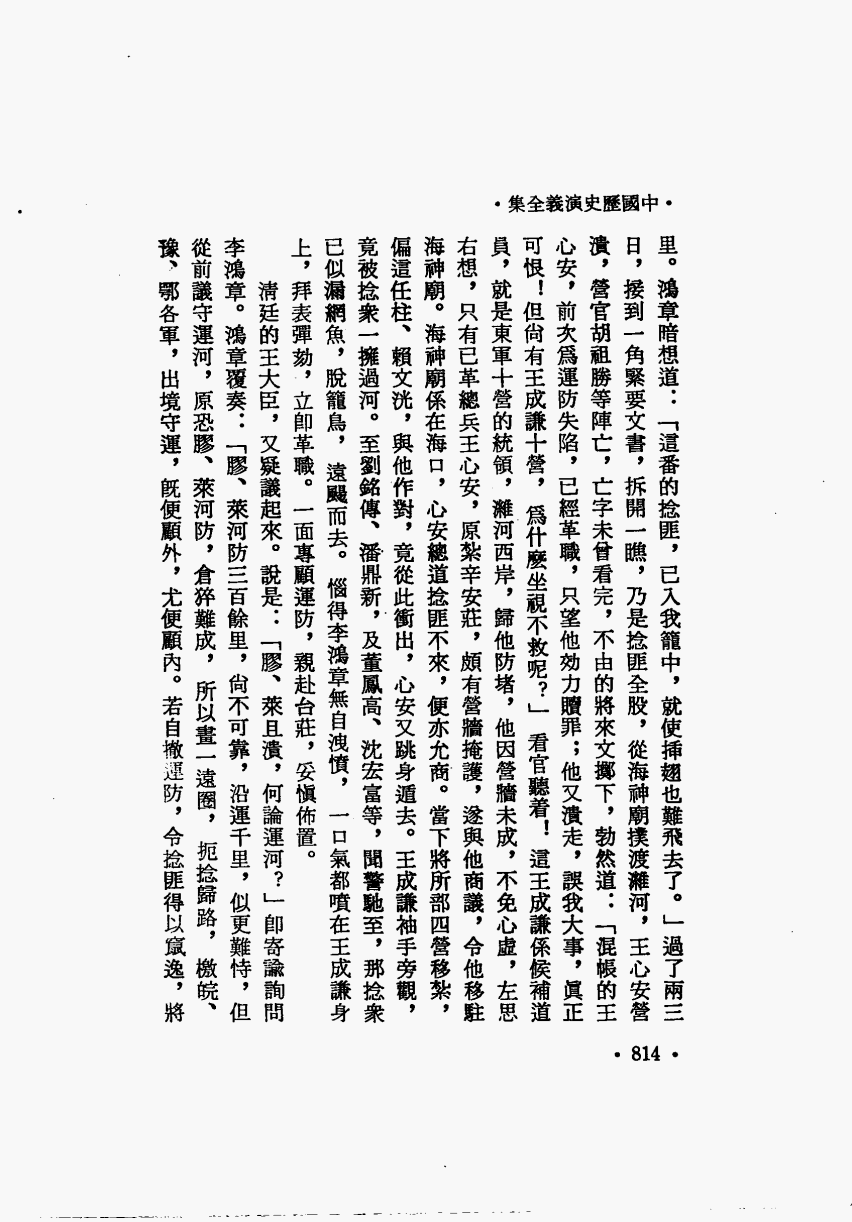 •中國歷史演義全集•
里。鴻章暗想道：「這番的捻匪，已入我籠中，就使揷翅也難飛去了。」過了兩三
日，接到一角緊要文書，拆開一瞧，乃是捻匪全股，從海神廟撲渡濰河，王心安營
潰，營官胡祖勝等陣亡，亡字未曾看完，不由的將來文擲下，勃然道：「混帳的王
心安，前次爲運防失陷，已經革職，只望他効力贖罪；他又潰走，誤我大事，眞正
可恨！但尙有王成謙十營，爲什麼坐視不救呢？」看官聽着！這王成謙係候補道
員，就是東軍十營的統領，濰河西岸，歸他防堵，他因營牆未成，不免心虛，左思
右想，只有已革總兵王心安，原紮辛安莊，頗有營牆掩護，遂與他商議，令他移駐
海神廟。海神廟係在海口，心安總道捻匪不來，便亦允商。當下將所部四營移紮，
偏這任柱、賴文洸，與他作對，竟從此衝出，心安又跳身遁去。王成謙袖手旁觀，
竟被捻衆一擁過河。至劉銘傳、潘鼎新，及董鳳高、沈宏富等，聞警馳至，那捻衆
已似漏網魚，脫籠鳥，遠颺而去。惱得李鴻章無自洩憤，一口氣都噴在王成謙身
上，拜表彈劾，立卽革職。一面專顧運防，親赴台莊，妥愼佈置。
淸廷的王大臣，又疑議起來。說是：「膠、萊且潰，何論運河？」卽寄諭詢問
李鴻章。鴻章覆奏：「膠、萊河防三百餘里，尙不可靠，沿運千里，似更難恃，但
從前議守運河，原恐膠、萊河防，倉猝難成，所以畫一遠圈，扼捻歸路，檄皖、
豫、鄂各軍，出境守運，旣便顧外，尤便顧內。若自撤運防，令捻匪得以竄逸，將
•814•